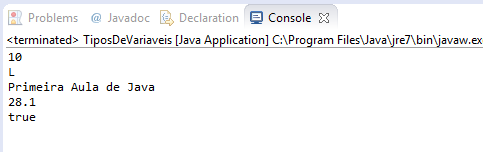 Problems @ Javadoc Declaration Console
<terminated> TiposDeVariaveis [Java Application] C:\Program Files\Java\jre7\bin\javaw.ex
10
L
Primeira Aula de Java
28.1
true